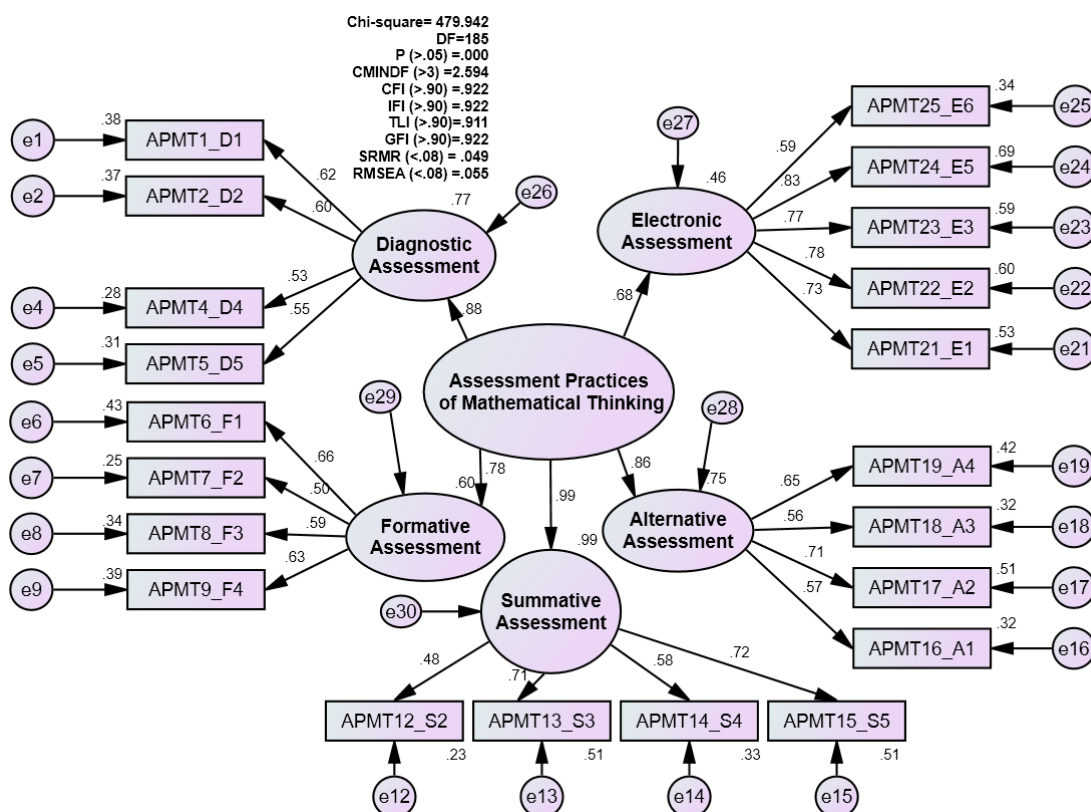 Chi-square= 479.942
DF=185
P (>.05) =.000
CMINDF (>3) =2.594
CFI (>.90) =.922
IFI (>.90) =.922
TLI (>.90)=.911
GFI (>.90)=.922
SRMR (<.08) = .049
RMSEA (<.08) =.055
e1
.38
APMT1_D1
.62
e2
.37
APMT2_D2
.60
e4
.28
APMT4_D4
.53
e5
.31
APMT5_D5
.55
.77
e26
Diagnostic
Assessment
.88
e6
.43
APMT6_F1
.66
e7
.25
APMT7_F2
.50
e8
.34
APMT8_F3
.59
e9
.39
APMT9_F4
.63
e29
.60
Formative
Assessment
.78
Assessment Practices
of Mathematical Thinking
e27
.46
Electronic
Assessment
.68
.59
APMT25_E6
.34
e25
.83
APMT24_E5
.69
e24
.77
APMT23_E3
.59
e23
.78
APMT22_E2
.60
e22
.73
APMT21_E1
.53
e21
e28
.86
.75
Alternative
Assessment
.65
APMT19_A4
.42
e19
.56
APMT18_A3
.32
e18
.71
APMT17_A2
.51
e17
.57
APMT16_A1
.32
e16
.99
.99
e30
Summative
Assessment
.48
.71
.58
.72
APMT12_S2
APMT13_S3
APMT14_S4
APMT15_S5
.23
.51
.33
.51
e12
e13
e14
e15